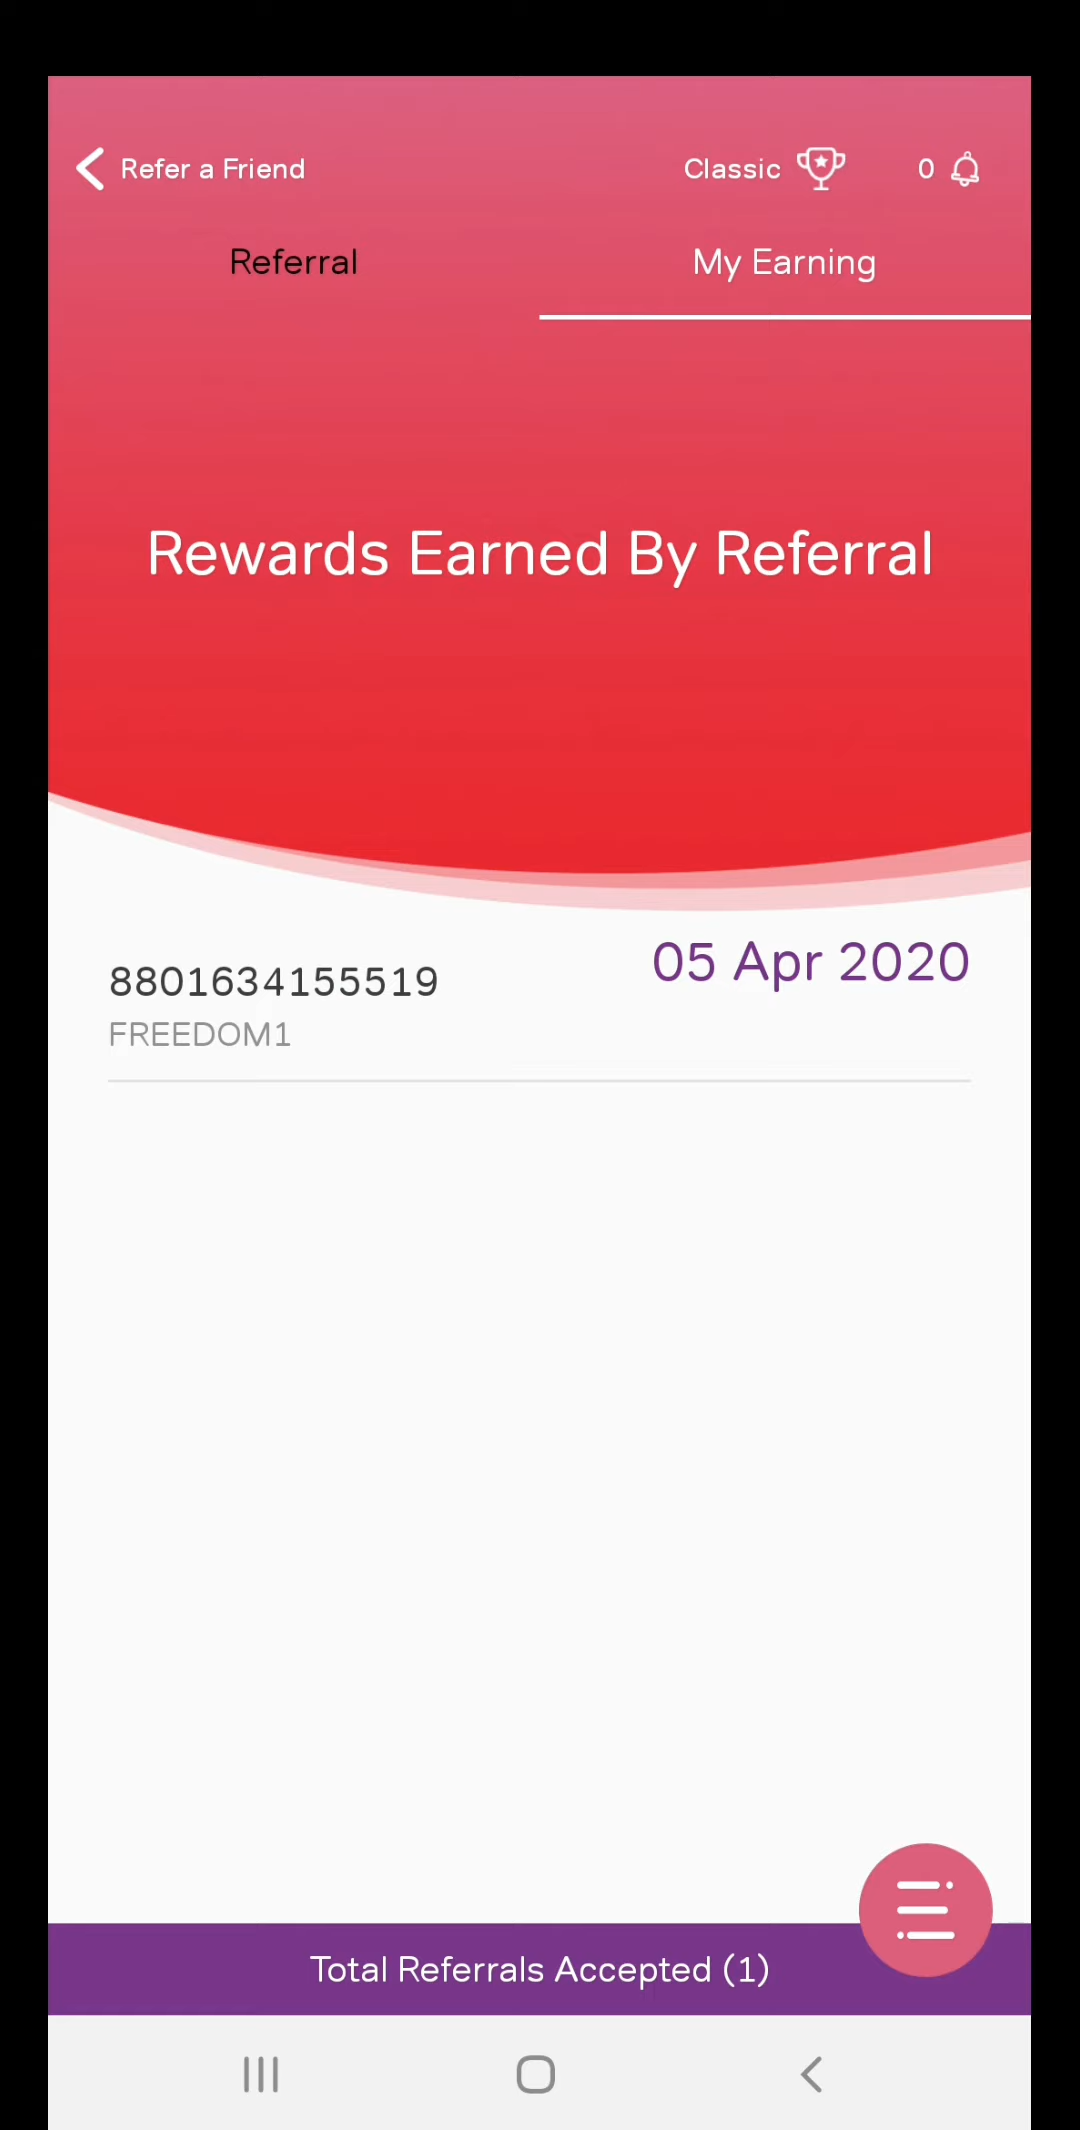 Refer a Friend
Classic
0
Referral
My Earning
Rewards Earned By Referral
8801634155519
05 Apr 2020
FREEDOM1
Total Referrals Accepted (1)